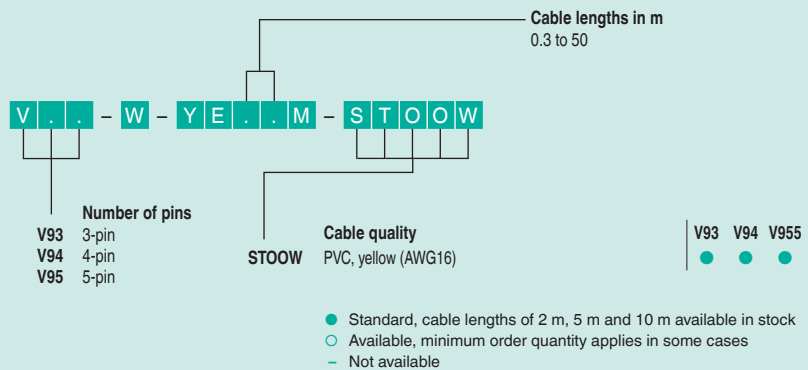 Cable lengths in m
0.3 to 50
V . . – W – Y E . . M – S T O O W
Number of pins
V93 3-pin
V94 4-pin
V95 5-pin
Cable quality
STOOW PVC, yellow (AWG16)
V93 V94 V955
● ● ●
● Standard, cable lengths of 2 m, 5 m and 10 m available in stock
○ Available, minimum order quantity applies in some cases
– Not available